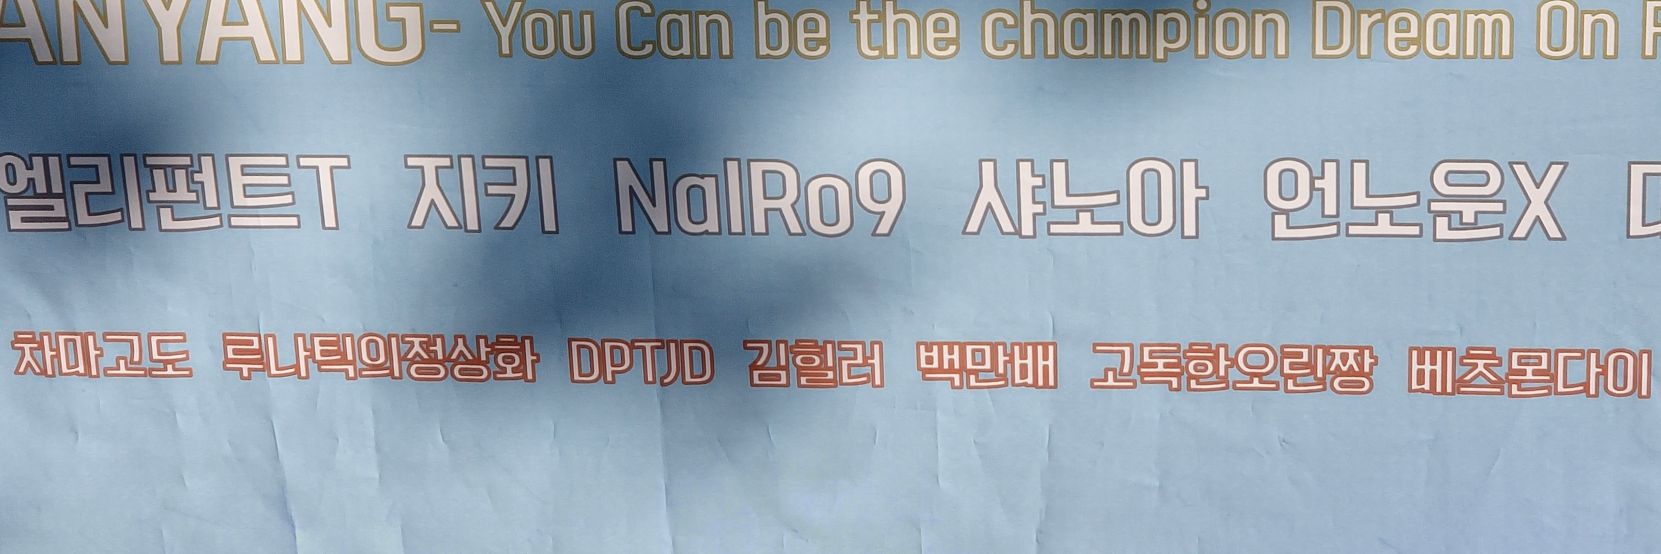 ANYANG- You Can be the champion Dream On
엘리펀트T 지키 NalRo9 샤노아 언노운X
차마고도 루나틱의정상화 DPTJD 김힐러 백만배 고독한오린짱 베츠몬다이